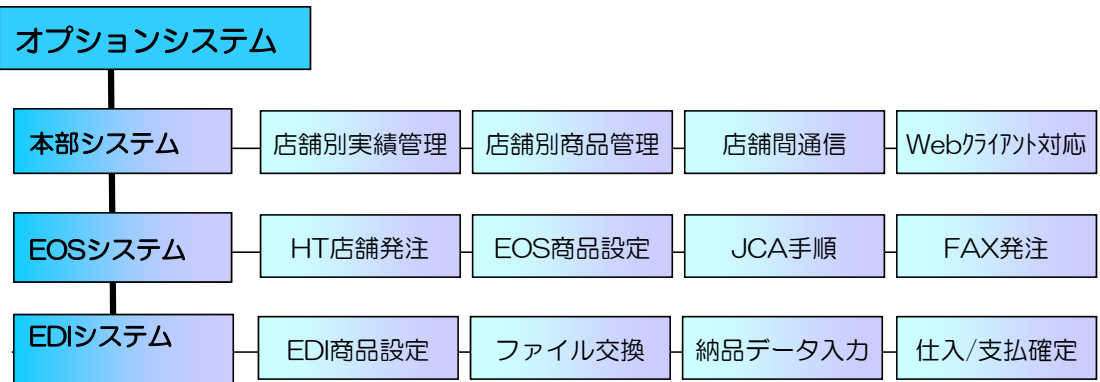 オプションシステム
本部システム 店舗別実績管理 店舗別商品管理 店舗間通信 Webｸﾗｲｱﾝﾄ対応
EOSシステム HT店舗発注 EOS商品設定 JCA手順 FAX発注
EDIシステム EDI商品設定 ファイル交換 納品データ入力 仕入/支払確定